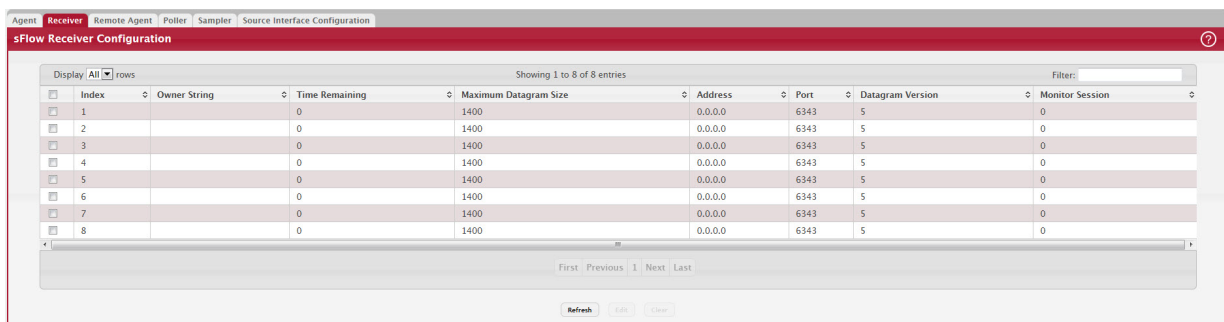 Agent Receiver Remote Agent Poller Sampler Source Interface Configuration
sFlow Receiver Configuration ?
Display All rows Showing 1 to 8 of 8 entries Filter:
Index Owner String Time Remaining Maximum Datagram Size Address Port Datagram Version Monitor Session
1 0 1400 0.0.0.0 6343 5 0
2 0 1400 0.0.0.0 6343 5 0
3 0 1400 0.0.0.0 6343 5 0
4 0 1400 0.0.0.0 6343 5 0
5 0 1400 0.0.0.0 6343 5 0
6 0 1400 0.0.0.0 6343 5 0
7 0 1400 0.0.0.0 6343 5 0
8 0 1400 0.0.0.0 6343 5 0
First Previous 1 Next Last
Refresh Edit Clear